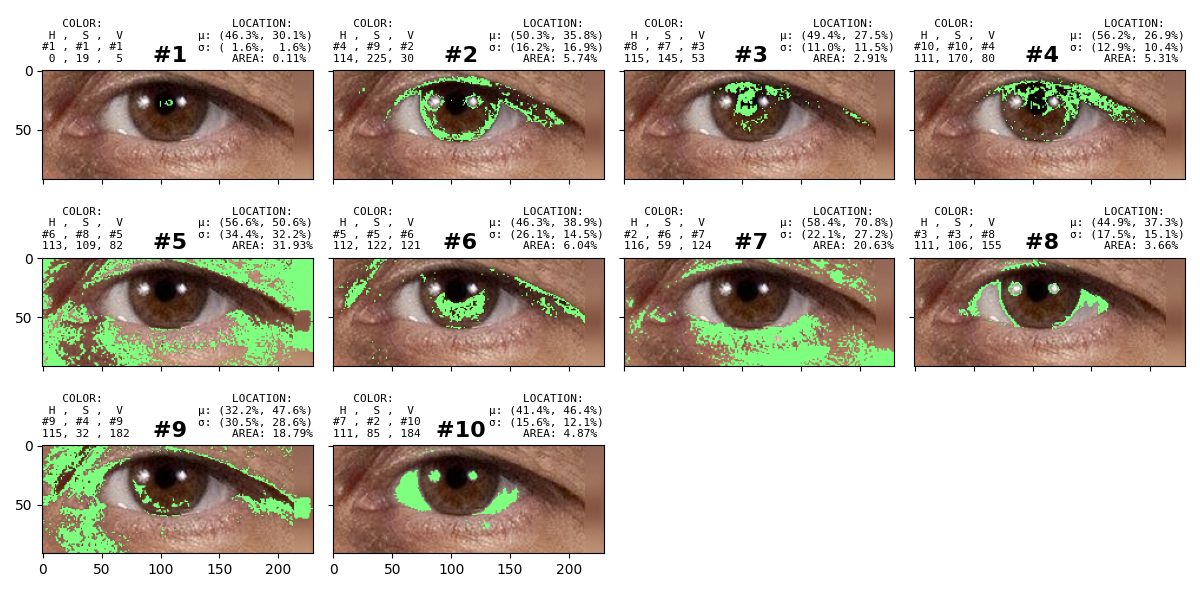 COLOR: LOCATION:
H , S , V μ: (46.3%, 30.1%)
#1 , #1 , #1 #1 σ: ( 1.6%, 1.6%)
0 , 19 , 5 AREA: 0.11%
COLOR: LOCATION:
H , S , V μ: (50.3%, 35.8%)
#4 , #9 , #2 #2 σ: (16.2%, 16.9%)
114, 225, 30 AREA: 5.74%
COLOR: LOCATION:
H , S , V μ: (49.4%, 27.5%)
#8 , #7 , #3 #3 σ: (11.0%, 11.5%)
115, 145, 53 AREA: 2.91%
COLOR: LOCATION:
H , S , V μ: (56.2%, 26.9%)
#10, #10, #4 #4 σ: (12.9%, 10.4%)
111, 170, 80 AREA: 5.31%
0
50
COLOR: LOCATION:
H , S , V μ: (56.6%, 50.6%)
#6 , #8 , #5 #5 σ: (34.4%, 32.2%)
113, 109, 82 AREA: 31.93%
COLOR: LOCATION:
H , S , V μ: (46.3%, 38.9%)
#5 , #5 , #6 #6 σ: (26.1%, 14.5%)
112, 122, 121 AREA: 6.04%
COLOR: LOCATION:
H , S , V μ: (58.4%, 70.8%)
#2 , #6 , #7 #7 σ: (22.1%, 27.2%)
116, 59 , 124 AREA: 20.63%
COLOR: LOCATION:
H , S , V μ: (44.9%, 37.3%)
#3 , #3 , #8 #8 σ: (17.5%, 15.1%)
111, 106, 155 AREA: 3.66%
0
50
COLOR: LOCATION:
H , S , V μ: (32.2%, 47.6%)
#9 , #4 , #9 #9 σ: (30.5%, 28.6%)
115, 32 , 182 AREA: 18.79%
COLOR: LOCATION:
H , S , V μ: (41.4%, 46.4%)
#7 , #2 , #10 #10 σ: (15.6%, 12.1%)
111, 85 , 184 AREA: 4.87%
0
50
0 50 100 150 200 0 50 100 150 200